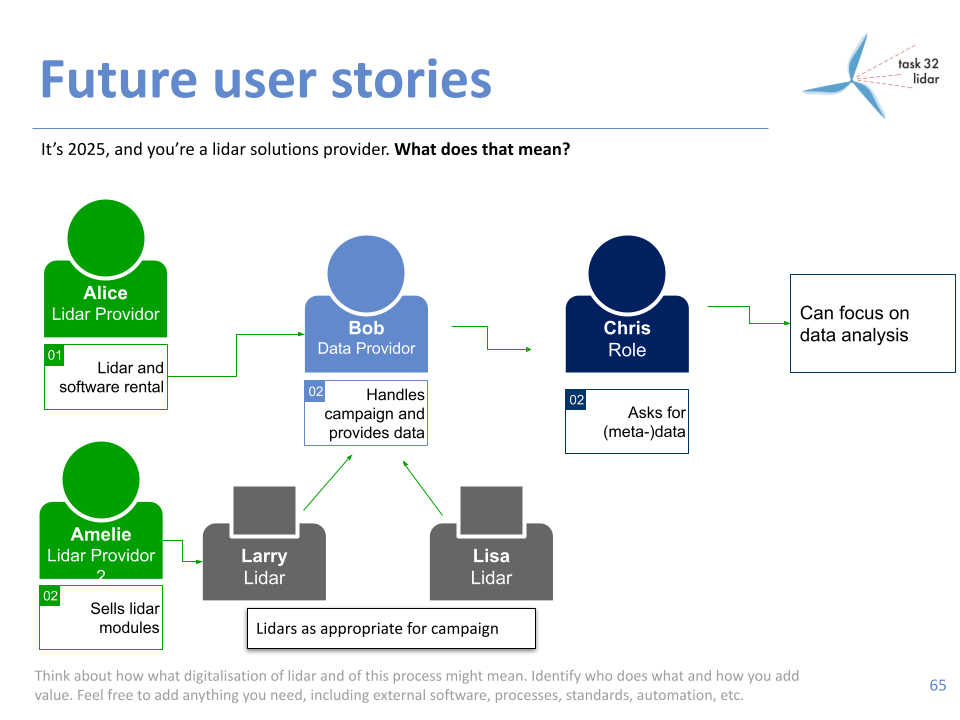 Future user stories
task 32
lidar
It's 2025, and you're a lidar solutions provider. What does that mean?
Alice
Lidar Providor
01
Lidar and
software rental
Bob
Data Providor
02
Handles
campaign and
provides data
Chris
Role
02
Asks for
(meta-)data
Can focus on
data analysis
Amelie
Lidar Providor
2
02
Sells lidar
modules
Larry
Lidar
Lisa
Lidar
Lidars as appropriate for campaign
Think about how what digitalisation of lidar and of this process might mean. Identify who does what and how you add
value. Feel free to add anything you need, including external software, processes, standards, automation, etc.
65